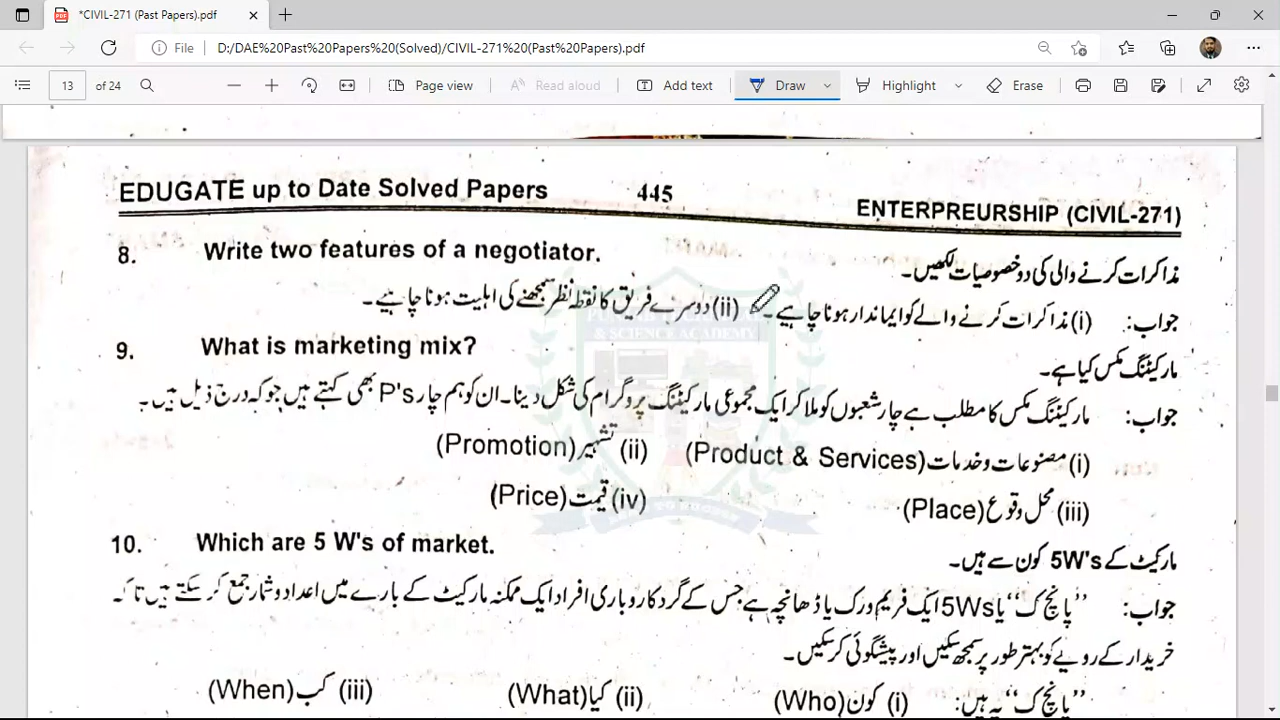 *CIVIL-271 (Past Papers).pdf
File D:/DAE%20Past%20Papers%20(Solved)/CIVIL-271%20(Past%20Papers).pdf
13 of 24 Page view Read aloud Add text Draw Highlight Erase
EDUGATE up to Date Solved Papers 445 ENTERPREURSHIP (CIVIL-271)
8. Write two features of a negotiator.
مذاکرات کرنے والی کی دو خصوصیات لکھیں۔
جواب: (i) مذاکرات کرنے والے کو ایماندار ہونا چاہیے۔ (ii) دوسرے فریق کا نقطہ نظر سمجھنے کی اہلیت ہونا چاہیے۔
9. What is marketing mix?
مارکیٹنگ مکس کیا ہے۔
جواب: مارکیٹنگ مکس کا مطلب ہے چار شعبوں کو ملا کر ایک مجموعی مارکیٹنگ پروگرام کی شکل دینا۔ ان کو ہم چار P's بھی کہتے ہیں جو کہ درج ذیل ہیں۔
(i) مصنوعات و خدمات (Product & Services) (ii) تشہیر (Promotion)
(iii) محل وقوع (Place) (iv) قیمت (Price)
10. Which are 5 W's of market.
مارکیٹ کے 5W's کون سے ہیں۔
جواب: ”پانچ ک“ یا 5Ws ایک فریم ورک یا ڈھانچہ ہے جس کے گرد کاروباری افراد ایک ممکنہ مارکیٹ کے بارے میں اعداد و شمار جمع کر سکتے ہیں تا کہ
خریدار کے رویے کو بہتر طور پر سمجھ سکیں اور پیشگوئی کر سکیں۔
”پانچ ک“ یہ ہیں: (i) کون (Who) (ii) کیا (What) (iii) کب (When)